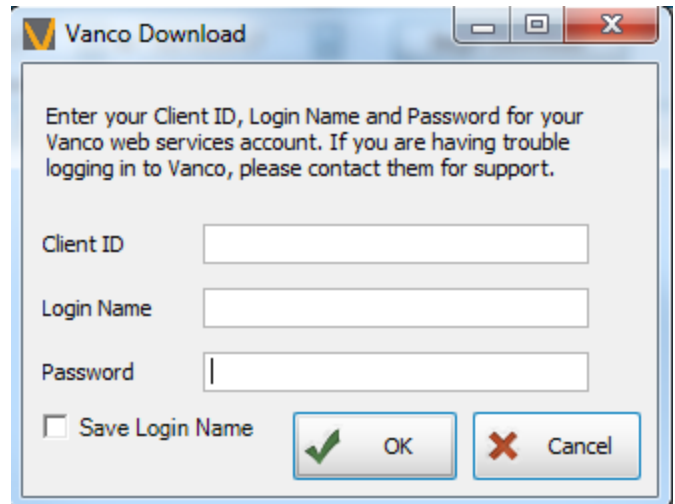 Vanco Download
Enter your Client ID, Login Name and Password for your
Vanco web services account. If you are having trouble
logging in to Vanco, please contact them for support.
Client ID
Login Name
Password
Save Login Name
OK
Cancel